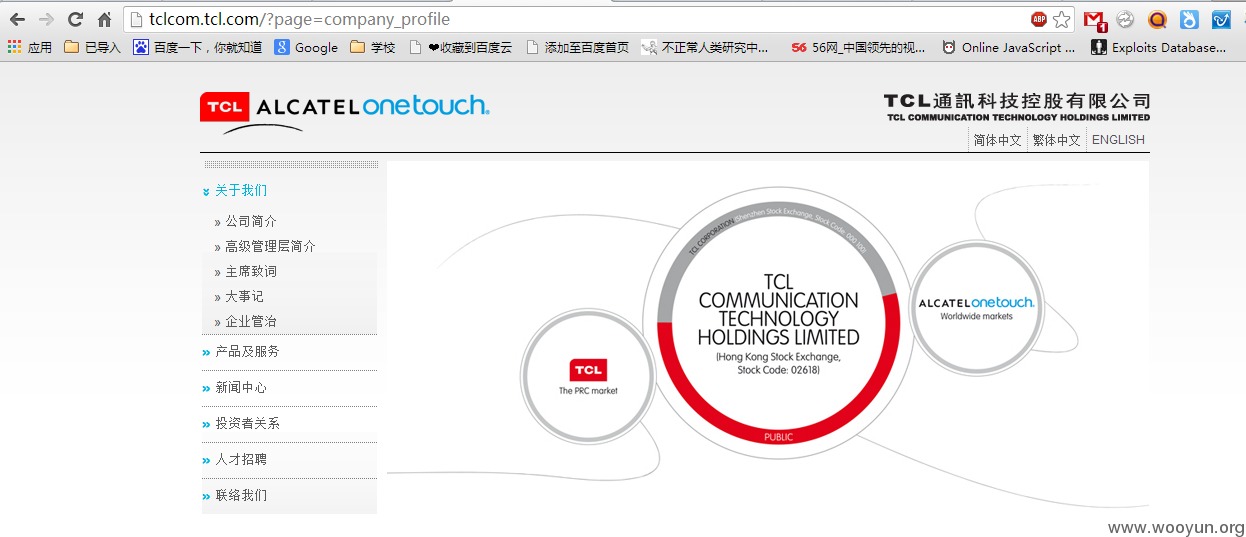 tclcom.tcl.com/?page=company_profile
ABP
1
应用 已导入 百度一下，你就知道 Google 学校 ❤收藏到百度云 添加至百度首页 不正常人类研究中... 56 56网_中国领先的视... Online JavaScript ... Exploits Database...
TCL ALCATEL onetouch.
TCL通訊科技控股有限公司
TCL COMMUNICATION TECHNOLOGY HOLDINGS LIMITED
简体中文 繁体中文 ENGLISH
关于我们
» 公司简介
» 高级管理层简介
» 主席致词
» 大事记
» 企业管治
» 产品及服务
» 新闻中心
» 投资者关系
» 人才招聘
» 联络我们
TCL CORPORATION (Shenzhen Stock Exchange, Stock Code: 000100)
TCL
COMMUNICATION
TECHNOLOGY
HOLDINGS LIMITED
(Hong Kong Stock Exchange,
Stock Code: 02618)
PUBLIC
TCL
The PRC market
ALCATEL onetouch.
Worldwide markets
www.wooyun.org